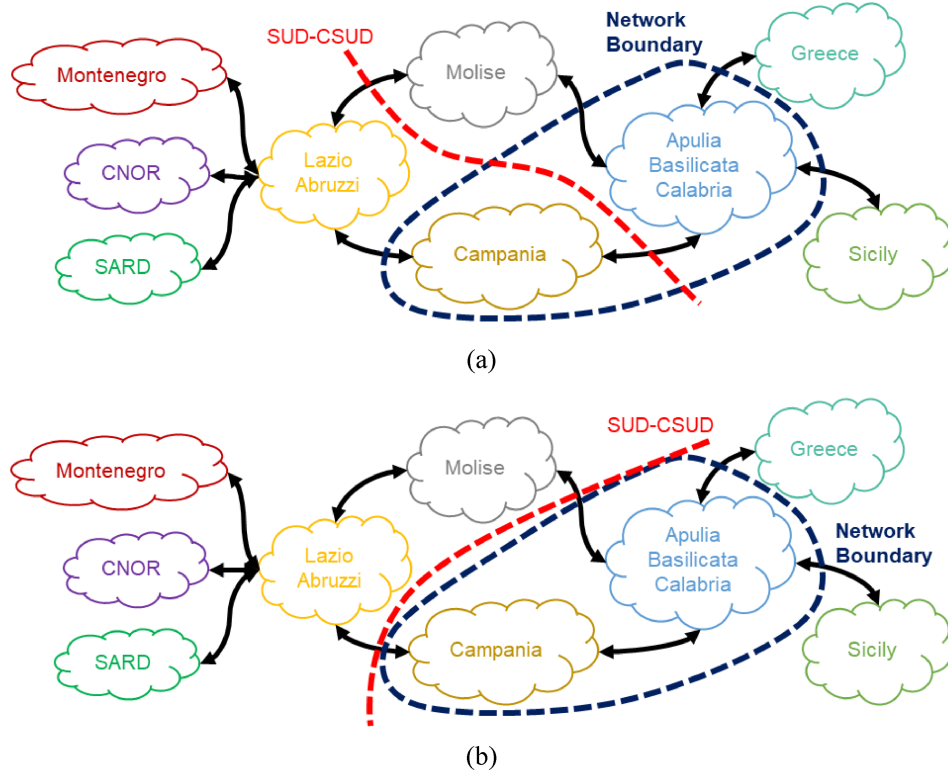 SUD-CSUD
Network
Boundary
Montenegro
Molise
Greece
CNOR
Lazio
Abruzzi
Apulia
Basilicata
Calabria
SARD
Campania
Sicily
(a)
SUD-CSUD
Montenegro
Molise
Greece
CNOR
Lazio
Abruzzi
Apulia
Basilicata
Calabria
Network
Boundary
SARD
Campania
Sicily
(b)